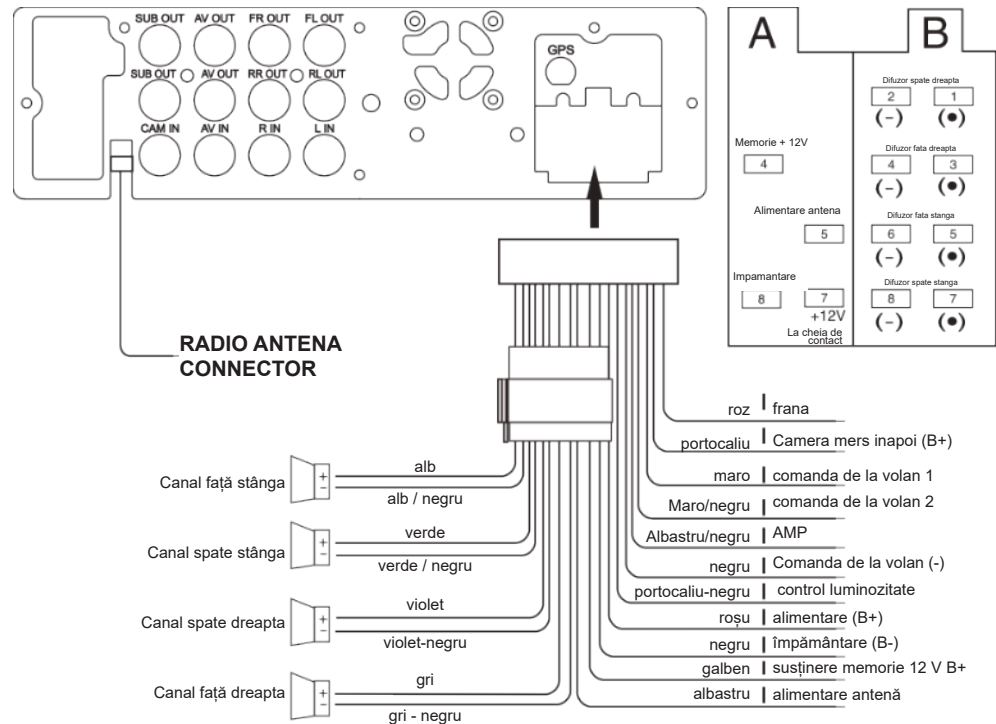 SUB OUT AV OUT FR OUT FL OUT
SUB OUT AV OUT RR OUT RL OUT
CAM IN AV IN R IN L IN
GPS
RADIO ANTENA
CONNECTOR
A
Memorie + 12V
4
Alimentare antena
5
Impamantare
8 7
+12V
La cheia de
contact
B
Difuzor spate dreapta
2 1
(-) (•)
Difuzor fata dreapta
4 3
(-) (•)
Difuzor fata stanga
6 5
(-) (•)
Difuzor spate stanga
8 7
(-) (•)
Canal față stânga
+
-
alb
alb / negru
Canal spate stânga
+
-
verde
verde / negru
Canal spate dreapta
+
-
violet
violet-negru
Canal față dreapta
+
-
gri
gri - negru
roz | frana
portocaliu | Camera mers inapoi (B+)
maro | comanda de la volan 1
Maro/negru | comanda de la volan 2
Albastru/negru | AMP
negru | Comanda de la volan (-)
portocaliu-negru | control luminozitate
roșu | alimentare (B+)
negru | împământare (B-)
galben | susținere memorie 12 V B+
albastru | alimentare antenă